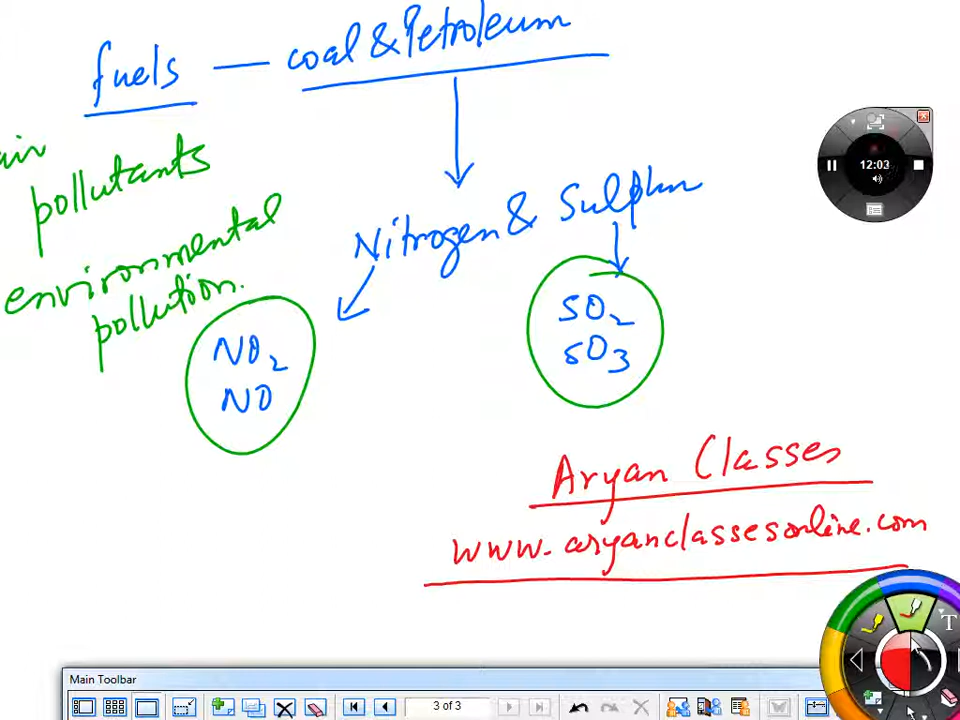 fuels — coal & Petroleum
air
pollutants
environmental
pollution.
Nitrogen & Sulphur
NO2
NO
SO2
SO3
Aryan Classes
www.aryanclassesonline.com
12:03
T
Main Toolbar
3 of 3